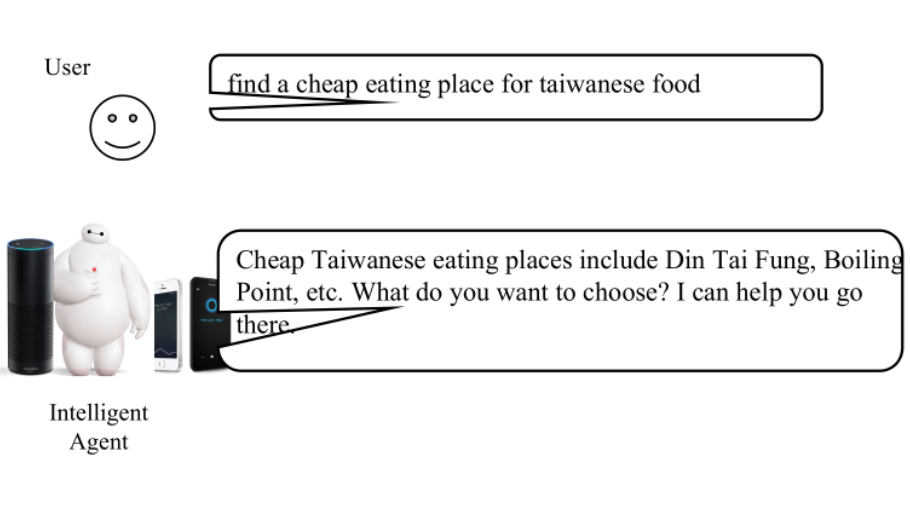 User
find a cheap eating place for taiwanese food
Cheap Taiwanese eating places include Din Tai Fung, Boiling
Point, etc. What do you want to choose? I can help you go
there.
Intelligent
Agent